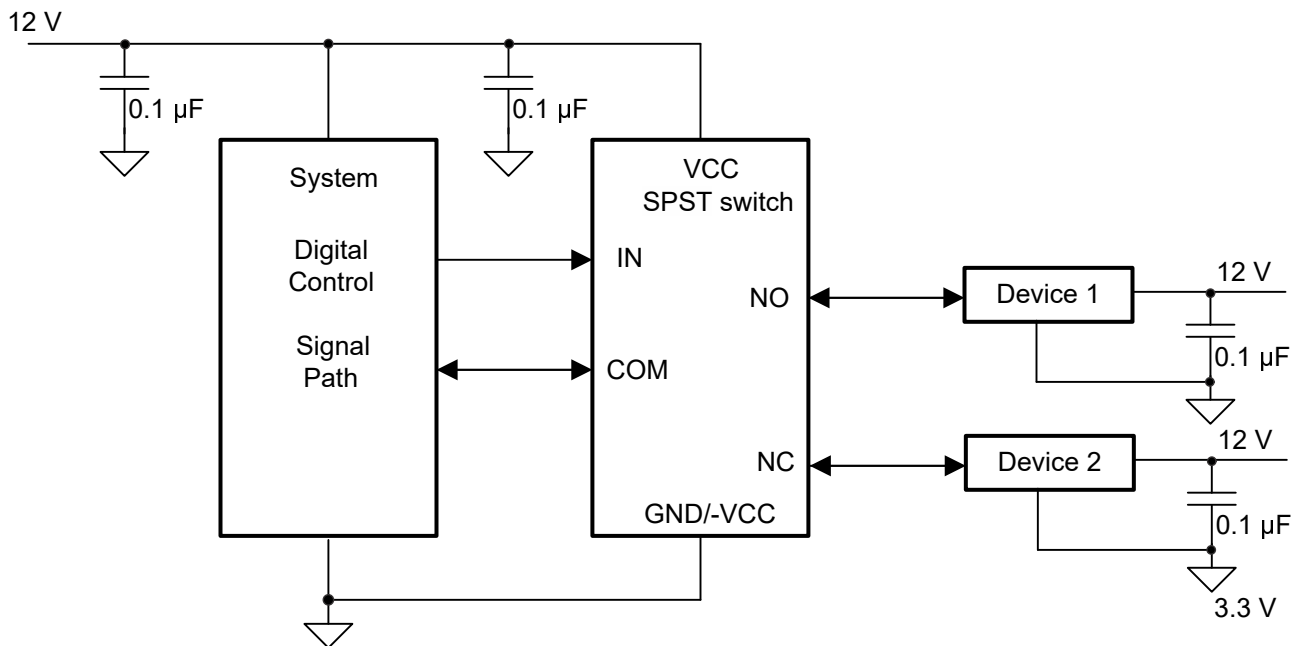 12 V
0.1 µF
0.1 µF
System
Digital
Control
Signal
Path
VCC
SPST switch
IN
COM
NO
NC
GND/-VCC
Device 1
12 V
0.1 µF
Device 2
12 V
0.1 µF
3.3 V